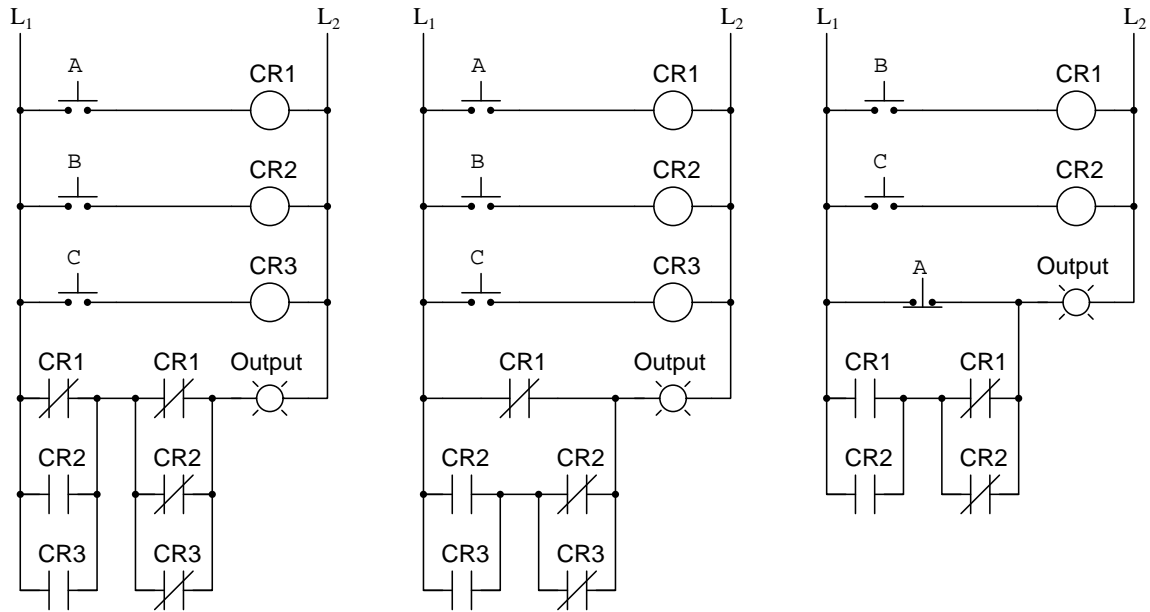 L₁ L₂ L₁ L₂ L₁ L₂
A CR1 A CR1 B CR1
B CR2 B CR2 C CR2
C CR3 C CR3 A Output
CR1 CR1 Output CR1 Output CR1 CR1
CR2 CR2 CR2 CR2 CR2 CR2
CR3 CR3 CR3 CR3